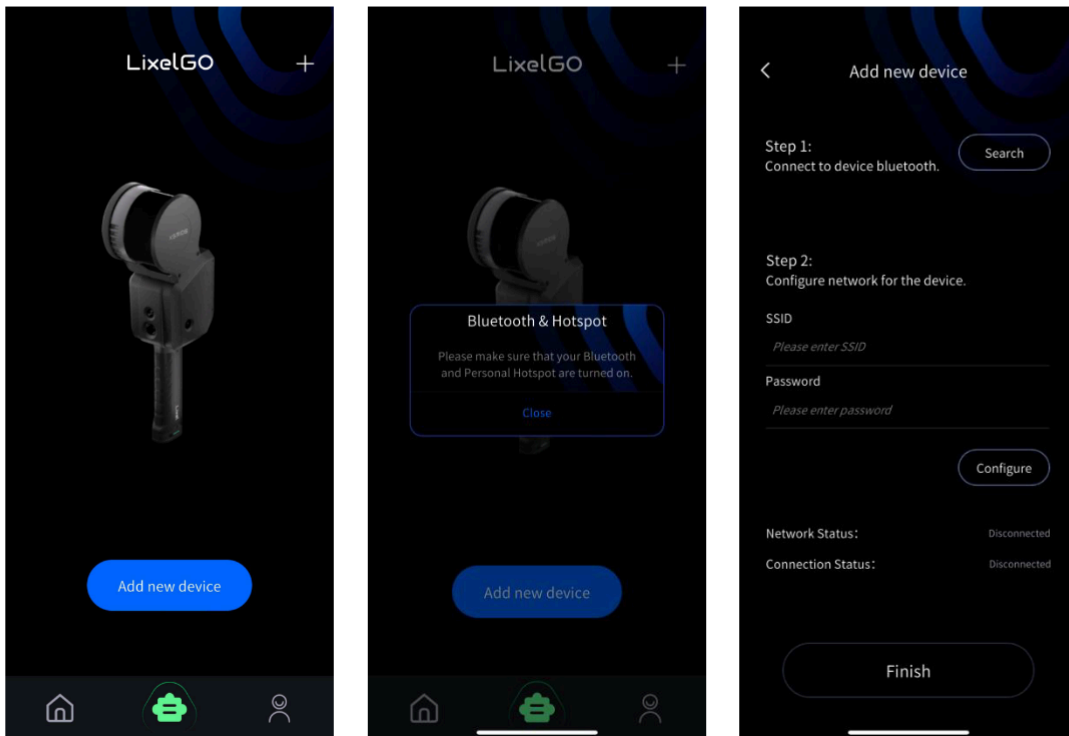 LixelGO
Add new device
LixelGO
Bluetooth & Hotspot
Please make sure that your Bluetooth
and Personal Hotspot are turned on.
Close
Add new device
Add new device
Step 1:
Connect to device bluetooth.
Search
Step 2:
Configure network for the device.
SSID
Please enter SSID
Password
Please enter password
Configure
Network Status:
Disconnected
Connection Status:
Disconnected
Finish